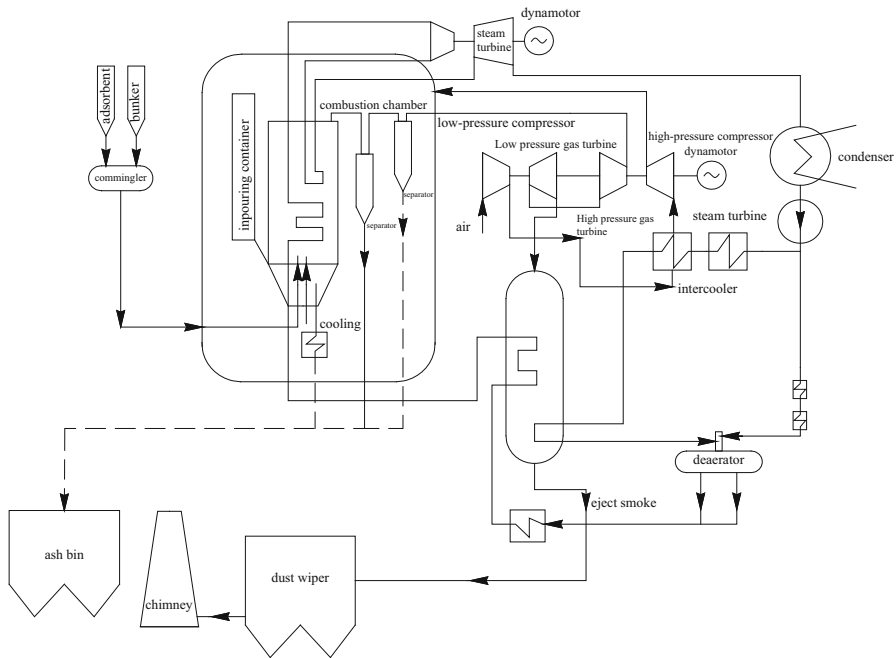 dynamotor
steam
turbine
adsorbent
bunker
combustion chamber
low-pressure compressor
high-pressure compressor
dynamotor
Low pressure gas turbine
condenser
inpouring container
commingler
separator
separator
air
High pressure gas
turbine
steam turbine
intercooler
cooling
deaerator
eject smoke
ash bin
chimney
dust wiper